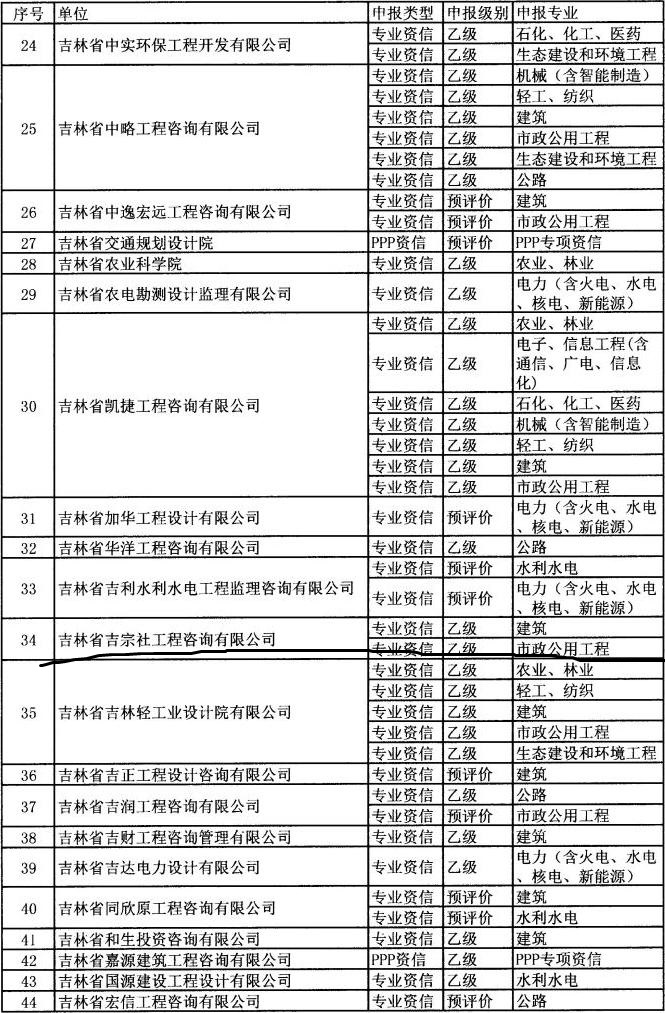 序号 单位 申报类型 申报级别 申报专业
24 吉林省中实环保工程开发有限公司 专业资信 乙级 石化、化工、医药
专业资信 乙级 生态建设和环境工程
25 吉林省中略工程咨询有限公司 专业资信 乙级 机械（含智能制造）
专业资信 乙级 轻工、纺织
专业资信 乙级 建筑
专业资信 乙级 市政公用工程
专业资信 乙级 生态建设和环境工程
专业资信 乙级 公路
26 吉林省中逸宏远工程咨询有限公司 专业资信 预评价 建筑
专业资信 预评价 市政公用工程
27 吉林省交通规划设计院 PPP资信 预评价 PPP专项资信
28 吉林省农业科学院 专业资信 乙级 农业、林业
29 吉林省农电勘测设计监理有限公司 专业资信 乙级 电力（含火电、水电
、核电、新能源）
30 吉林省凯捷工程咨询有限公司 专业资信 乙级 农业、林业
专业资信 乙级 电子、信息工程(含
通信、广电、信息
化)
专业资信 乙级 石化、化工、医药
专业资信 乙级 机械（含智能制造）
专业资信 乙级 轻工、纺织
专业资信 乙级 建筑
专业资信 乙级 市政公用工程
31 吉林省加华工程设计有限公司 专业资信 预评价 电力（含火电、水电
、核电、新能源）
32 吉林省华洋工程咨询有限公司 专业资信 乙级 公路
33 吉林省吉利水利水电工程监理咨询有限公司 专业资信 预评价 水利水电
专业资信 预评价 电力（含火电、水电
、核电、新能源）
34 吉林省吉宗社工程咨询有限公司 专业资信 乙级 建筑
专业资信 乙级 市政公用工程
35 吉林省吉林轻工业设计院有限公司 专业资信 乙级 农业、林业
专业资信 乙级 轻工、纺织
专业资信 乙级 建筑
专业资信 乙级 市政公用工程
专业资信 乙级 生态建设和环境工程
36 吉林省吉正工程设计咨询有限公司 专业资信 预评价 建筑
37 吉林省吉润工程咨询有限公司 专业资信 乙级 公路
专业资信 预评价 市政公用工程
38 吉林省吉财工程咨询管理有限公司 专业资信 乙级 建筑
39 吉林省吉达电力设计有限公司 专业资信 乙级 电力（含火电、水电
、核电、新能源）
40 吉林省同欣原工程咨询有限公司 专业资信 预评价 建筑
专业资信 预评价 水利水电
41 吉林省和生投资咨询有限公司 专业资信 乙级 建筑
42 吉林省嘉源建筑工程咨询有限公司 PPP资信 乙级 PPP专项资信
43 吉林省国源建设工程设计有限公司 专业资信 乙级 水利水电
44 吉林省宏信工程咨询有限公司 专业资信 预评价 公路